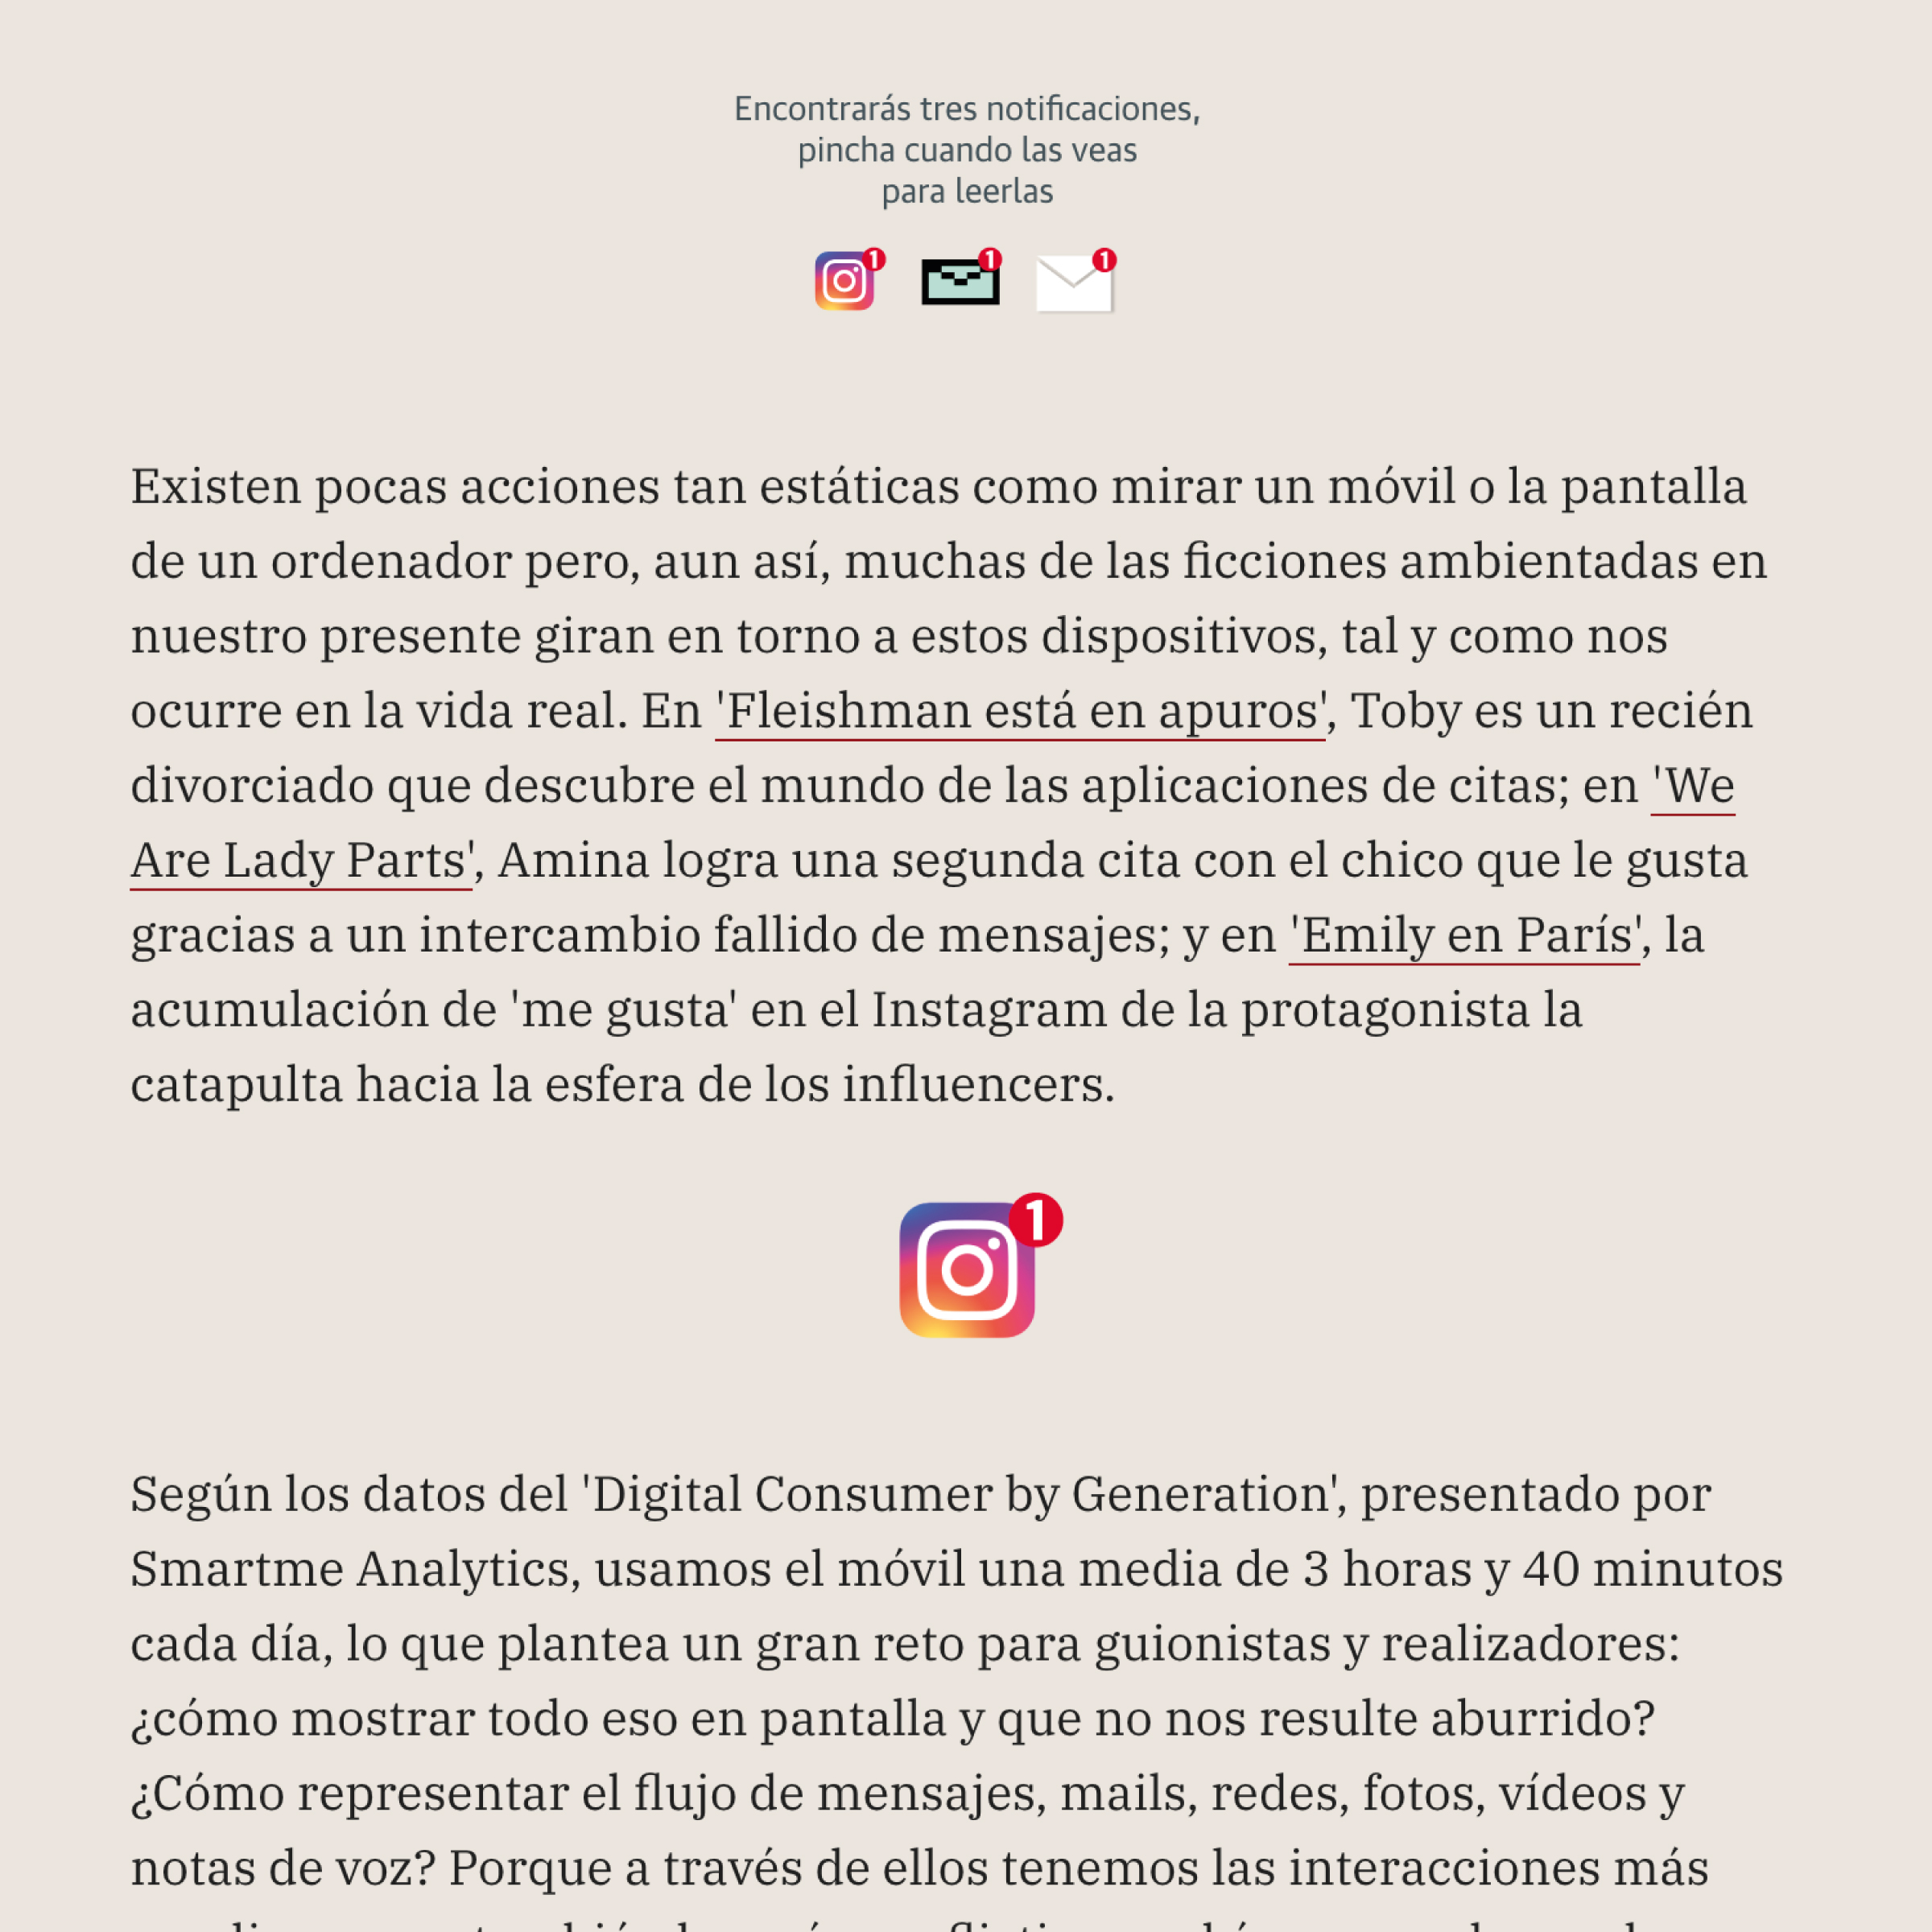 Encontrarás tres notificaciones,
pincha cuando las veas
para leerlas
1 1 1
Existen pocas acciones tan estáticas como mirar un móvil o la pantalla
de un ordenador pero, aun así, muchas de las ficciones ambientadas en
nuestro presente giran en torno a estos dispositivos, tal y como nos
ocurre en la vida real. En 'Fleishman está en apuros', Toby es un recién
divorciado que descubre el mundo de las aplicaciones de citas; en 'We
Are Lady Parts', Amina logra una segunda cita con el chico que le gusta
gracias a un intercambio fallido de mensajes; y en 'Emily en París', la
acumulación de 'me gusta' en el Instagram de la protagonista la
catapulta hacia la esfera de los influencers.
1
Según los datos del 'Digital Consumer by Generation', presentado por
Smartme Analytics, usamos el móvil una media de 3 horas y 40 minutos
cada día, lo que plantea un gran reto para guionistas y realizadores:
¿cómo mostrar todo eso en pantalla y que no nos resulte aburrido?
¿Cómo representar el flujo de mensajes, mails, redes, fotos, vídeos y
notas de voz? Porque a través de ellos tenemos las interacciones más